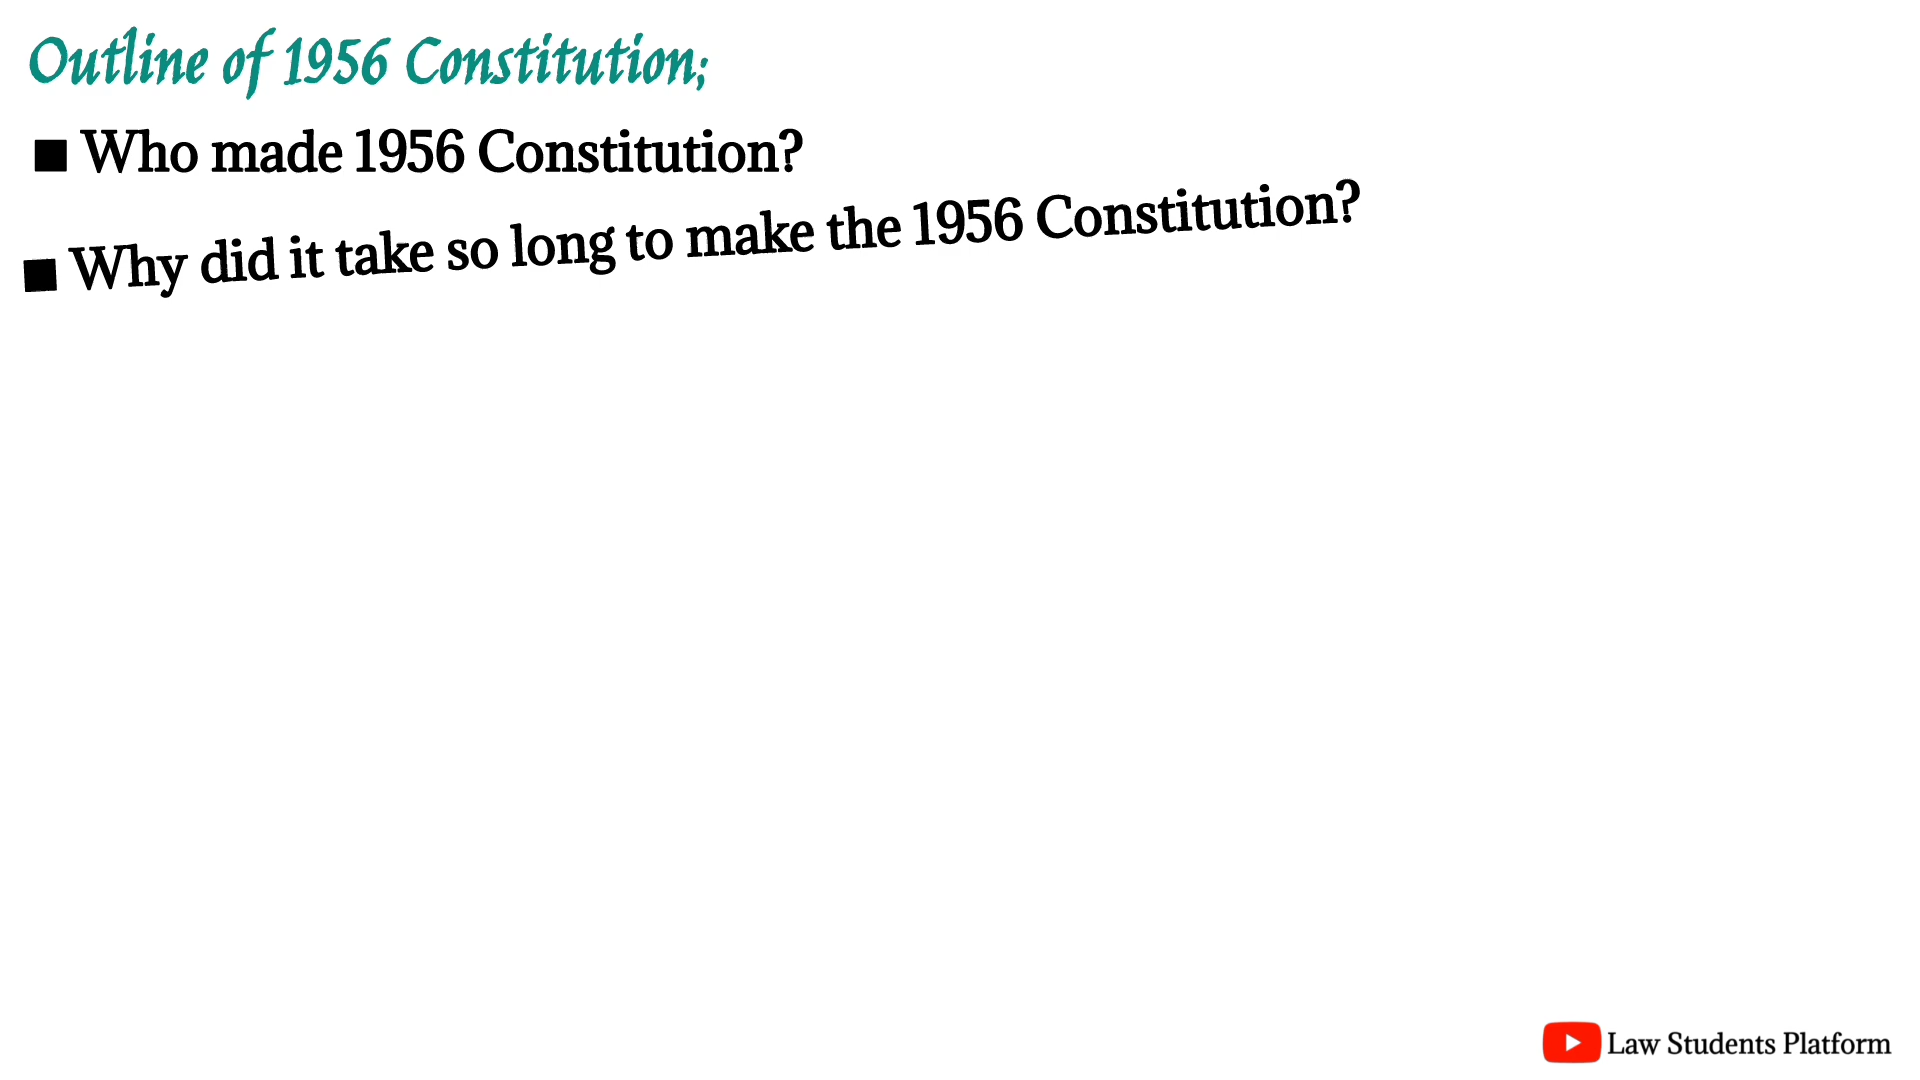 Outline of 1956 Constitution;
■ Who made 1956 Constitution?
■ Why did it take so long to make the 1956 Constitution?
Law Students Platform